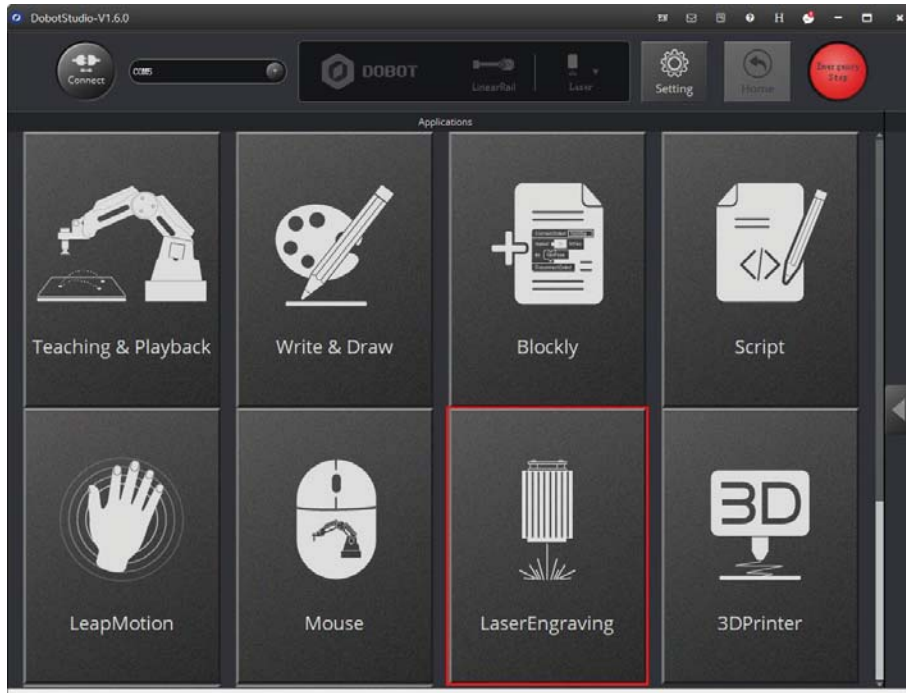 DobotStudio-V1.6.0
H
Connect
COM5
DOBOT
LinearRail
Laser
Setting
Home
Emergency
Stop
Applications
Teaching & Playback
Write & Draw
Blockly
Script
LeapMotion
Mouse
LaserEngraving
3D
3DPrinter